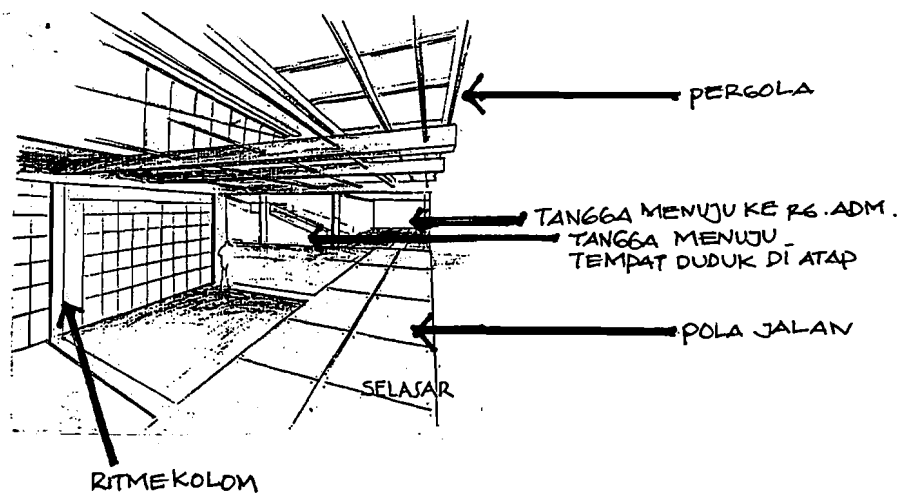 PERGOLA
TANGGA MENUJU KE RG. ADM.
TANGGA MENUJU
TEMPAT DUDUK DI ATAP
POLA JALAN
SELASAR
RITME KOLOM